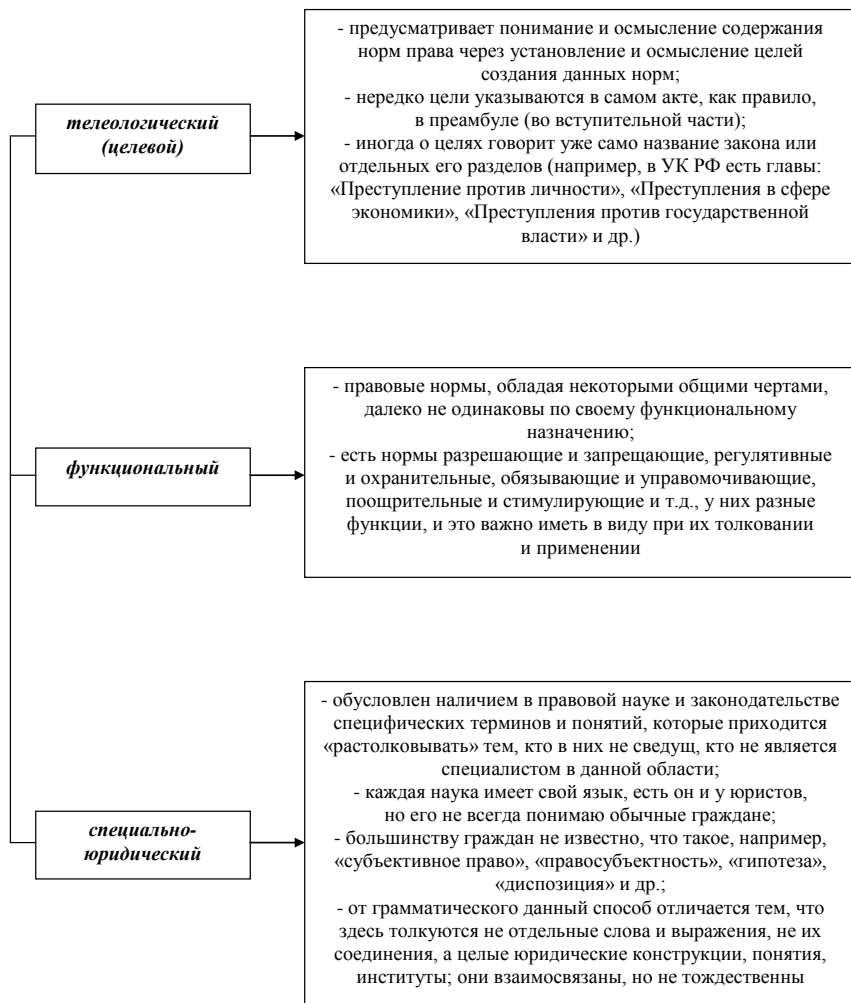 телеологический
(целевой)
- предусматривает понимание и осмысление содержания
норм права через установление и осмысление целей
создания данных норм;
- нередко цели указываются в самом акте, как правило,
в преамбуле (во вступительной части);
- иногда о целях говорит уже само название закона или
отдельных его разделов (например, в УК РФ есть главы:
«Преступление против личности», «Преступления в сфере
экономики», «Преступления против государственной
власти» и др.)
функциональный
- правовые нормы, обладая некоторыми общими чертами,
далеко не одинаковы по своему функциональному
назначению;
- есть нормы разрешающие и запрещающие, регулятивные
и охранительные, обязывающие и управомочивающие,
поощрительные и стимулирующие и т.д., у них разные
функции, и это важно иметь в виду при их толковании
и применении
специально-
юридический
- обусловлен наличием в правовой науке и законодательстве
специфических терминов и понятий, которые приходится
«растолковывать» тем, кто в них не сведущ, кто не является
специалистом в данной области;
- каждая наука имеет свой язык, есть он и у юристов,
но его не всегда понимаю обычные граждане;
- большинству граждан не известно, что такое, например,
«субъективное право», «правосубъектность», «гипотеза»,
«диспозиция» и др.;
- от грамматического данный способ отличается тем, что
здесь толкуются не отдельные слова и выражения, не их
соединения, а целые юридические конструкции, понятия,
институты; они взаимосвязаны, но не тождественны